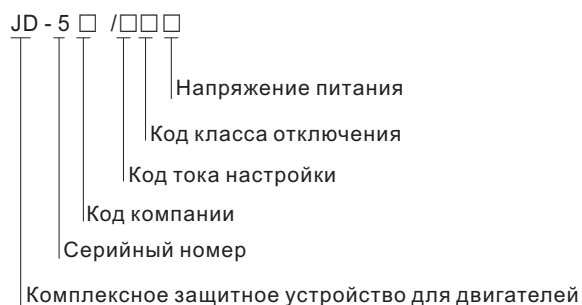 JD - 5 □ /□□□
Напряжение питания
Код класса отключения
Код тока настройки
Код компании
Серийный номер
Комплексное защитное устройство для двигателей